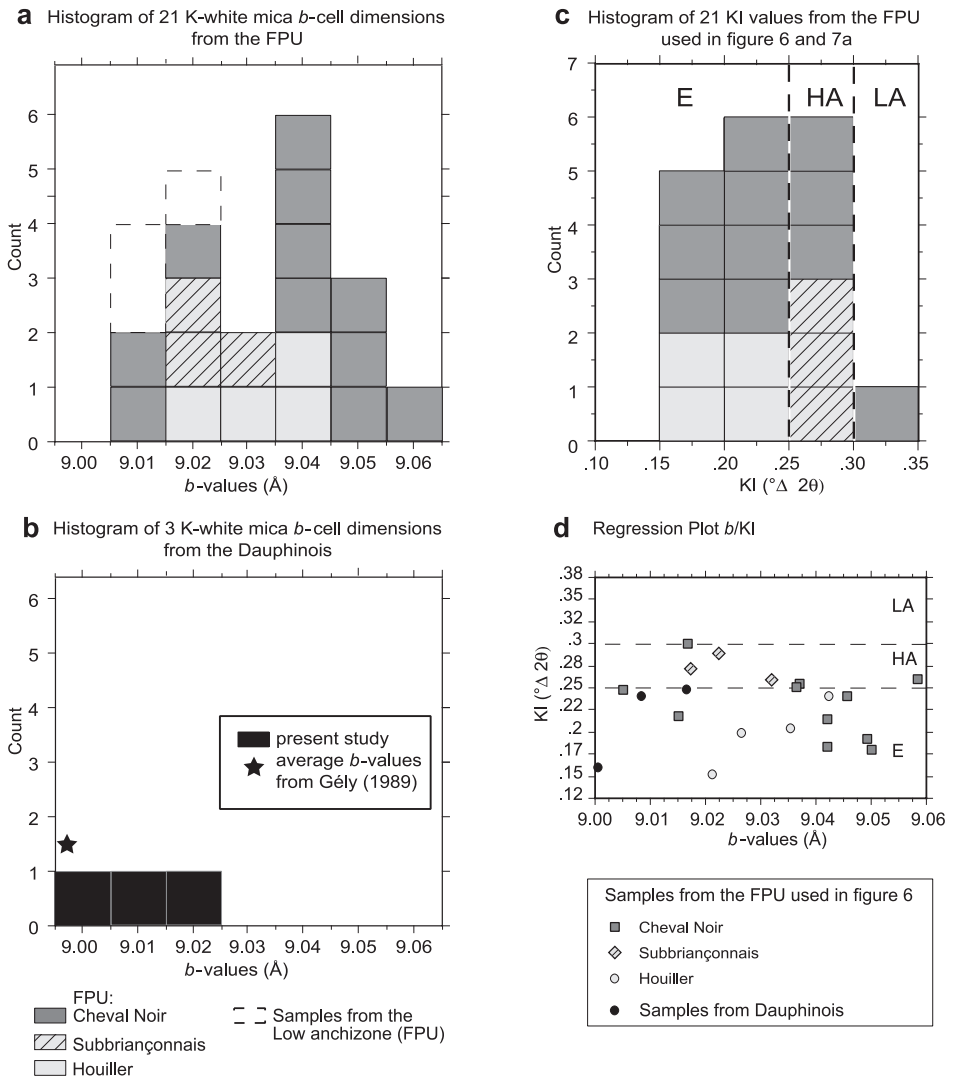 a Histogram of 21 K-white mica b-cell dimensions
from the FPU
Count
6
5
4
3
2
1
0
9.00 9.01 9.02 9.03 9.04 9.05 9.06
b-values (Å)
c Histogram of 21 KI values from the FPU
used in figure 6 and 7a
Count
7
6
5
4
3
2
1
0
E HA LA
.10 .15 .20 .25 .30 .35
KI (°Δ 2θ)
b Histogram of 3 K-white mica b-cell dimensions
from the Dauphinois
Count
6
5
4
3
2
1
0
present study
average b-values
from Gély (1989)
9.00 9.01 9.02 9.03 9.04 9.05 9.06
b-values (Å)
FPU:
Cheval Noir
Subbriançonnais
Houiller
Samples from the
Low anchizone (FPU)
d Regression Plot b/KI
KI (°Δ 2θ)
.38
.35
.32
.3
.28
.25
.22
.2
.17
.15
.12
LA
HA
E
9.00 9.01 9.02 9.03 9.04 9.05 9.06
b-values (Å)
Samples from the FPU used in figure 6
Cheval Noir
Subbriançonnais
Houiller
Samples from Dauphinois